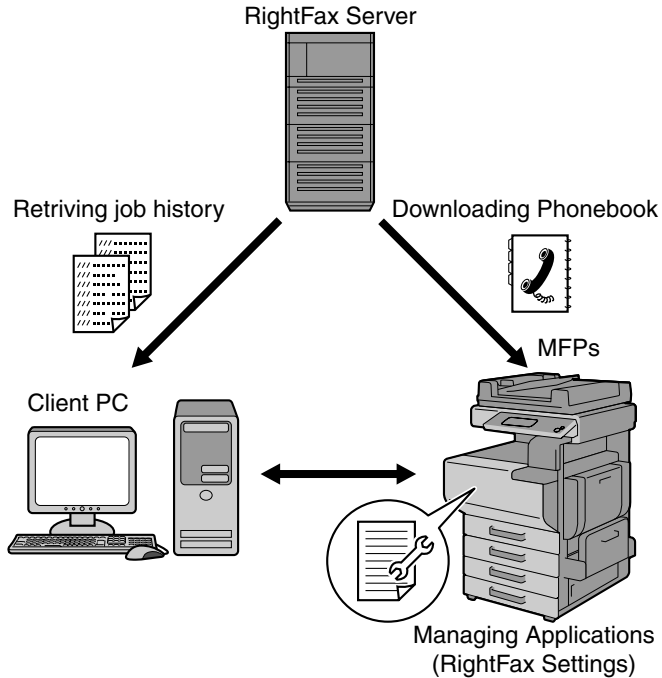 RightFax Server
Retriving job history
Downloading Phonebook
MFPs
Client PC
Managing Applications
(RightFax Settings)